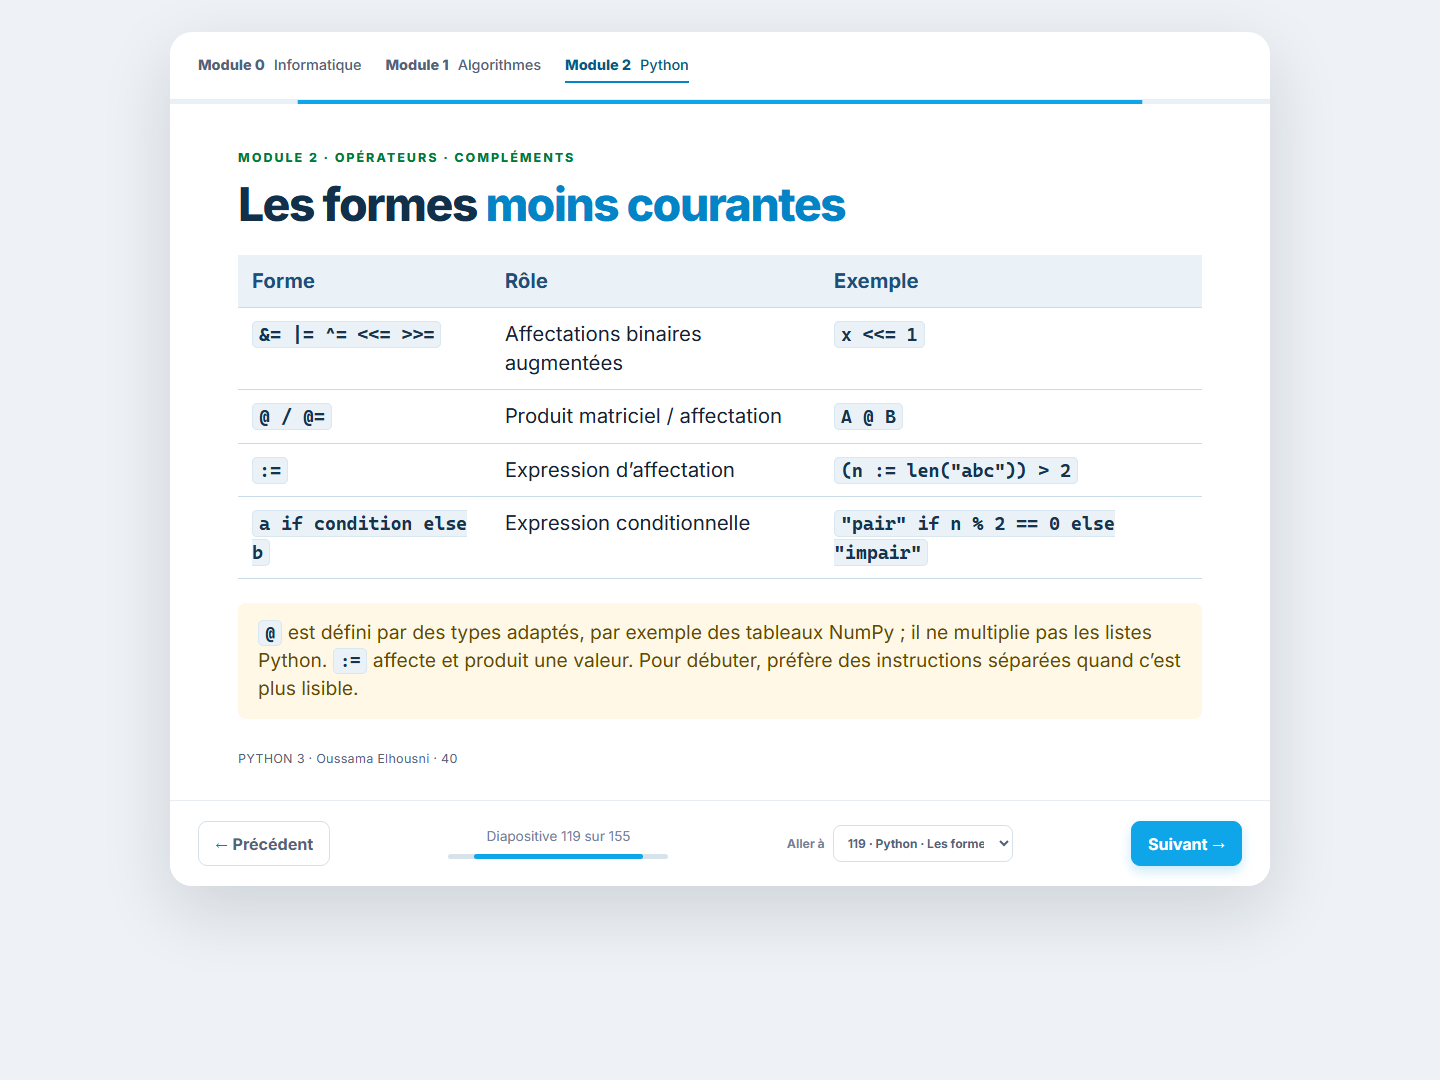 Module 0 Informatique Module 1 Algorithmes Module 2 Python
MODULE 2 · OPÉRATEURS · COMPLÉMENTS
Les formes moins courantes
Forme Rôle Exemple
&= |= ^= <<= >>= Affectations binaires augmentées x <<= 1
@ / @= Produit matriciel / affectation A @ B
:= Expression d’affectation (n := len("abc")) > 2
a if condition else b Expression conditionnelle "pair" if n % 2 == 0 else "impair"
@ est défini par des types adaptés, par exemple des tableaux NumPy ; il ne multiplie pas les listes
Python. := affecte et produit une valeur. Pour débuter, préfère des instructions séparées quand c’est
plus lisible.
PYTHON 3 · Oussama Elhousni · 40
← Précédent Diapositive 119 sur 155 Aller à 119 · Python · Les forme Suivant →